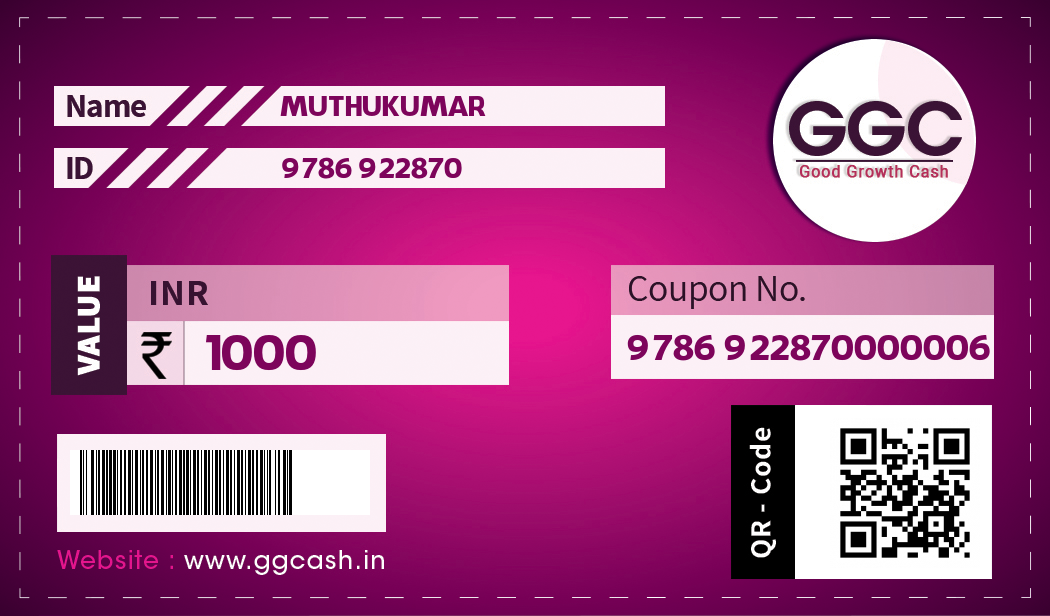 Name MUTHUKUMAR
GGC
Good Growth Cash
ID 9786 922870
VALUE
INR
₹ 1000
Coupon No.
9786 922870000006
QR - Code
Website : www.ggcash.in